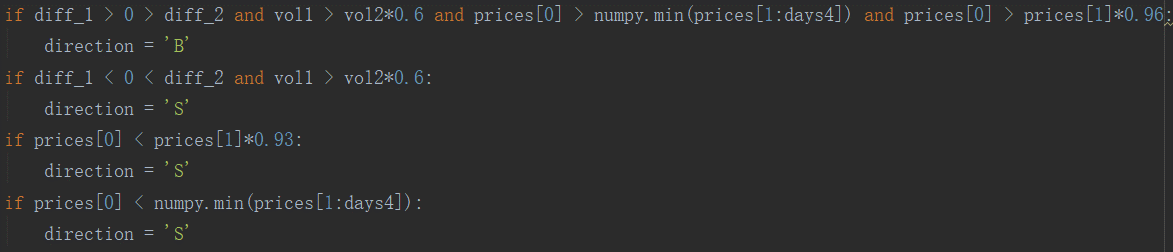 if diff_1 > 0 > diff_2 and vol1 > vol2*0.6 and prices[0] > numpy.min(prices[1:days4]) and prices[0] > prices[1]*0.96:
    direction = 'B'
if diff_1 < 0 < diff_2 and vol1 > vol2*0.6:
    direction = 'S'
if prices[0] < prices[1]*0.93:
    direction = 'S'
if prices[0] < numpy.min(prices[1:days4]):
    direction = 'S'